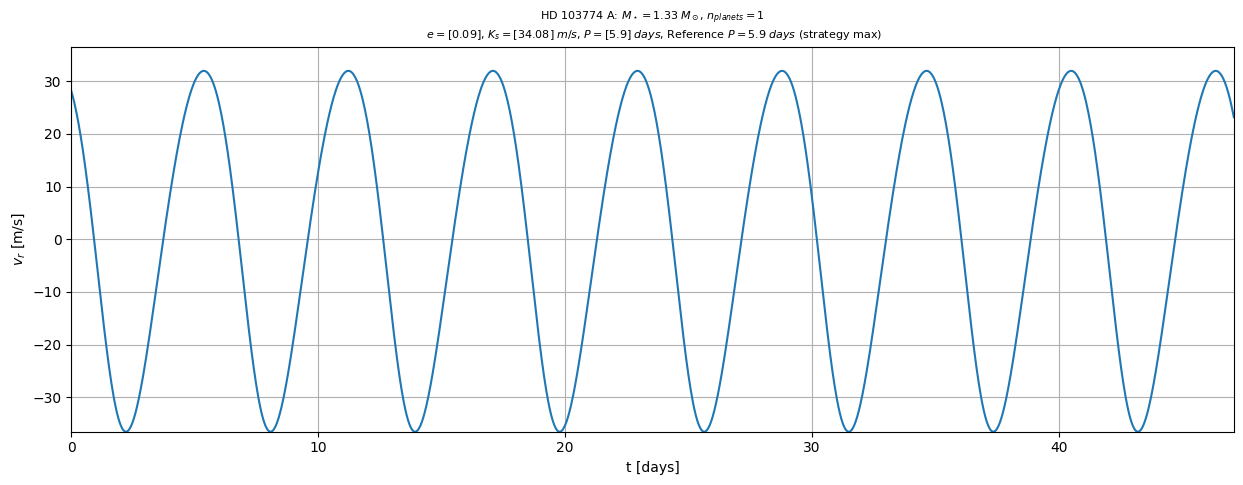 HD 103774 A: $M_\star = 1.33\ M_\odot$, $n_{planets} = 1$
$e = [0.09]$, $K_s = [34.08]\ m/s$, $P = [5.9]\ days$, Reference $P = 5.9\ days$ (strategy max)
30
20
10
0
−10
−20
−30
$v_r$ [m/s]
0 10 20 30 40
t [days]